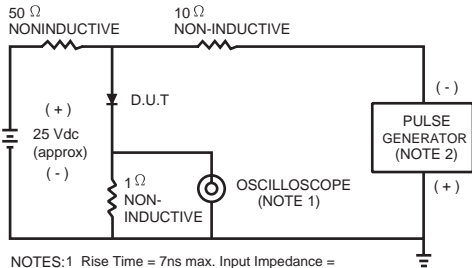 50 Ω
NONINDUCTIVE
10 Ω
NON-INDUCTIVE
(+)
25 Vdc
(approx)
(-)
D.U.T
1 Ω
NON-
INDUCTIVE
OSCILLOSCOPE
(NOTE 1)
(-)
PULSE
GENERATOR
(NOTE 2)
(+)
NOTES:1 Rise Time = 7ns max. Input Impedance =